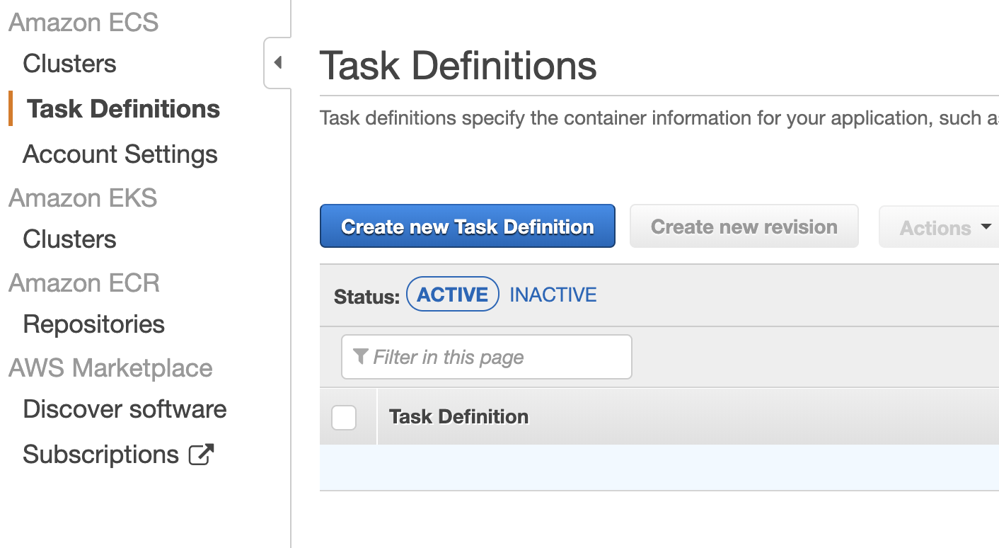 Amazon ECS
Clusters
Task Definitions
Account Settings
Amazon EKS
Clusters
Amazon ECR
Repositories
AWS Marketplace
Discover software
Subscriptions
Task Definitions
Task definitions specify the container information for your application, such
Create new Task Definition
Create new revision
Actions
Status: ACTIVE INACTIVE
Filter in this page
Task Definition